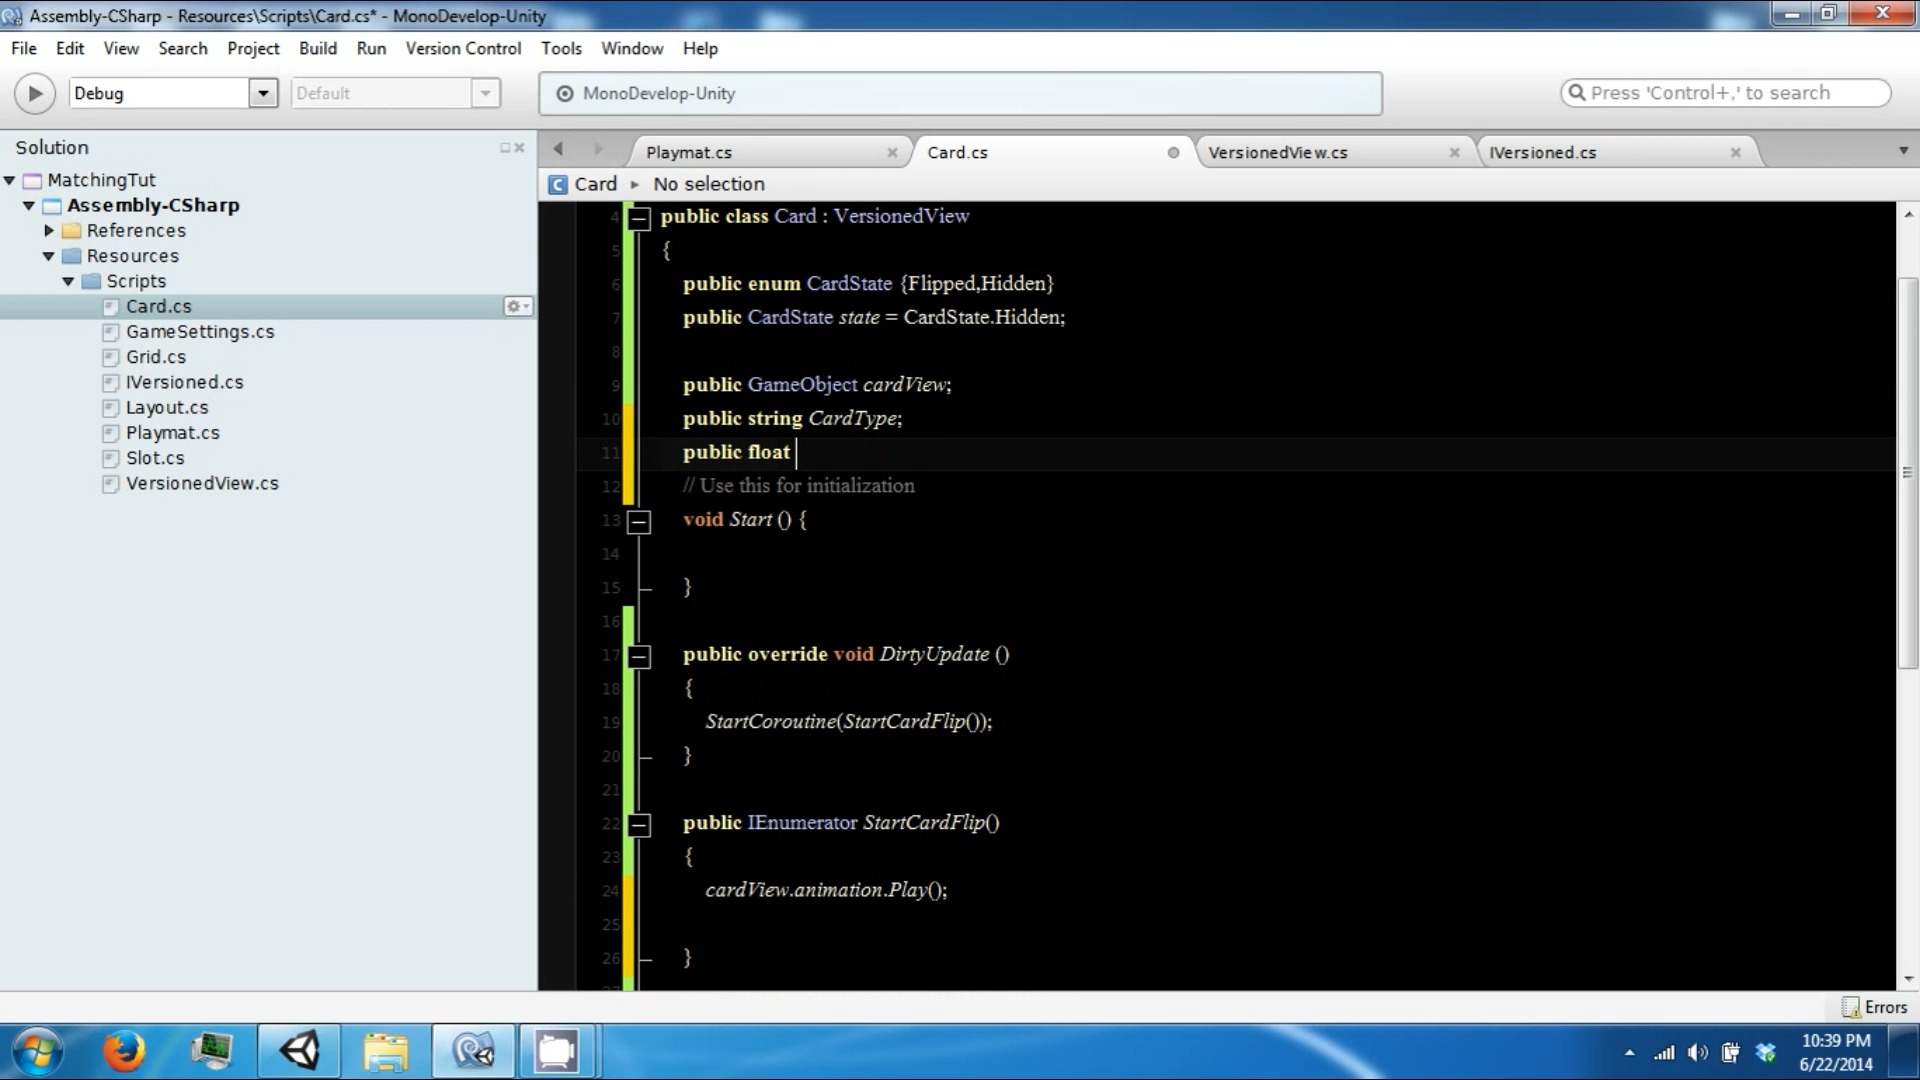 Assembly-CSharp - Resources\Scripts\Card.cs* - MonoDevelop-Unity
File Edit View Search Project Build Run Version Control Tools Window Help
Debug Default MonoDevelop-Unity Press 'Control+,' to search
Solution
MatchingTut
Assembly-CSharp
References
Resources
Scripts
Card.cs
GameSettings.cs
Grid.cs
IVersioned.cs
Layout.cs
Playmat.cs
Slot.cs
VersionedView.cs
Playmat.cs Card.cs VersionedView.cs IVersioned.cs
Card No selection
4 public class Card : VersionedView
5 {
6 public enum CardState {Flipped,Hidden}
7 public CardState state = CardState.Hidden;
8
9 public GameObject cardView;
10 public string CardType;
11 public float
12 // Use this for initialization
13 void Start () {
14
15 }
16
17 public override void DirtyUpdate ()
18 {
19 StartCoroutine(StartCardFlip());
20 }
21
22 public IEnumerator StartCardFlip()
23 {
24 cardView.animation.Play();
25
26 }
Errors
10:39 PM
6/22/2014